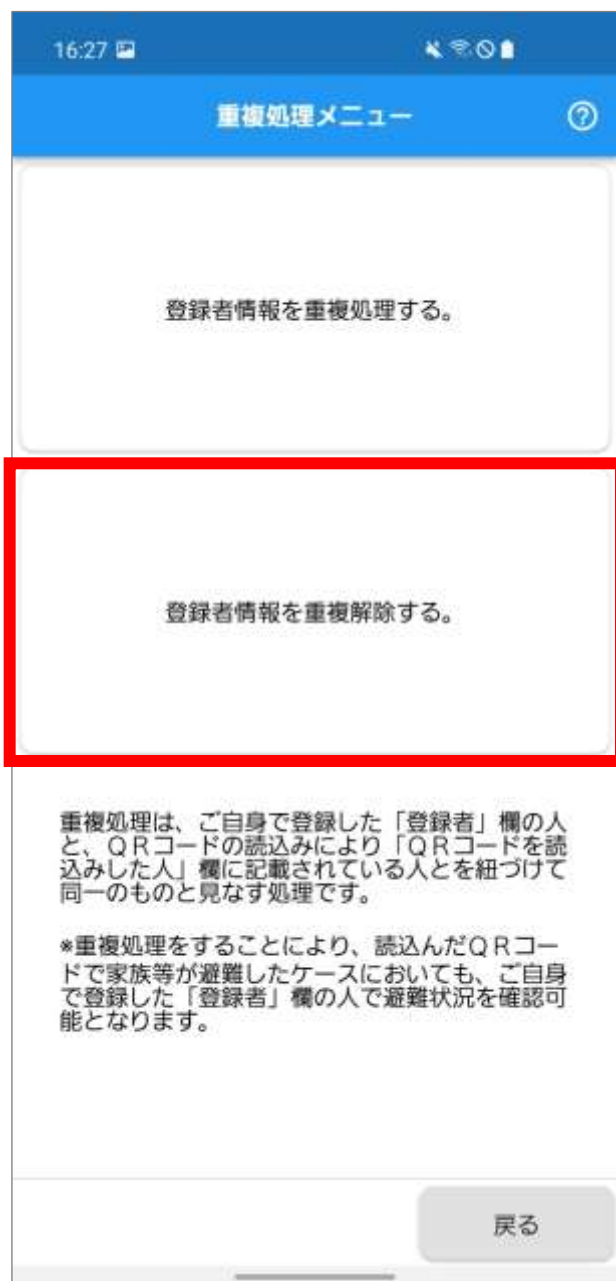 16:27
重複処理メニュー
登録者情報を重複処理する。
登録者情報を重複解除する。
重複処理は、ご自身で登録した「登録者」欄の人
と、QRコードの読込みにより「QRコードを読
込みした人」欄に記載されている人とを紐づけて
同一のものと見なす処理です。
*重複処理をすることにより、読込んだQRコー
ドで家族等が避難したケースにおいても、ご自身
で登録した「登録者」欄の人で避難状況を確認可
能となります。
戻る